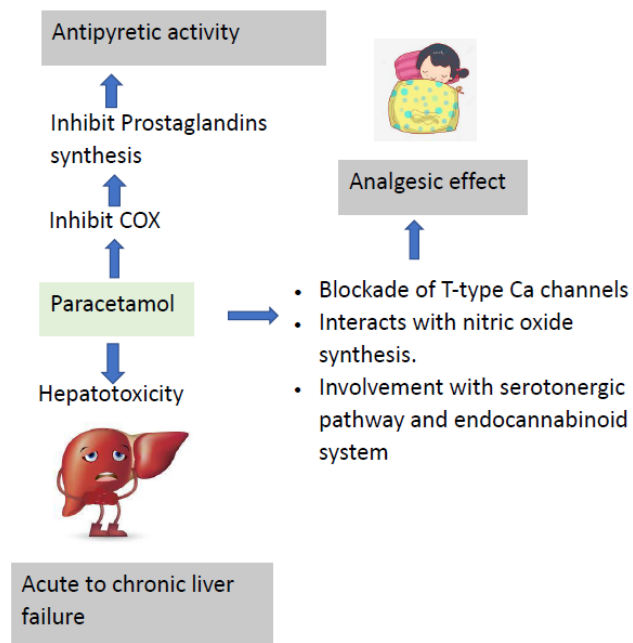 Antipyretic activity
Inhibit Prostaglandins
synthesis
Inhibit COX
Paracetamol
Hepatotoxicity
Acute to chronic liver
failure
Analgesic effect
• Blockade of T-type Ca channels
• Interacts with nitric oxide
synthesis.
• Involvement with serotonergic
pathway and endocannabinoid
system